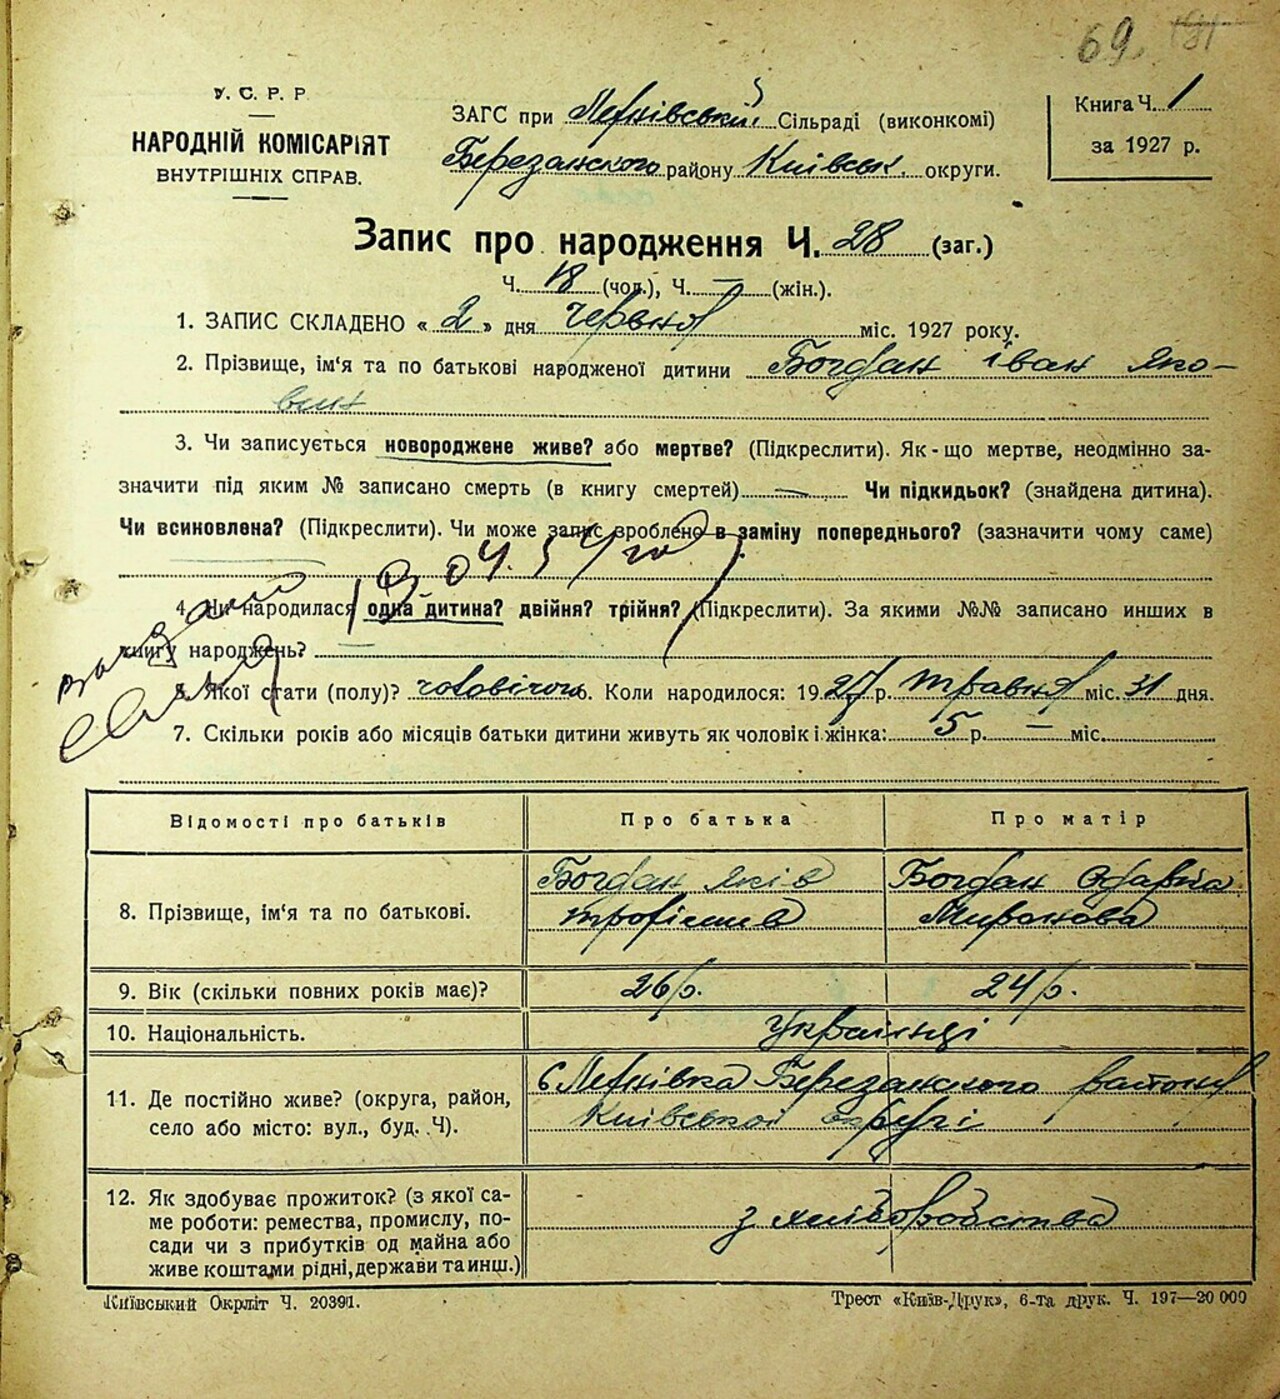 69.
У. С. Р. Р
НАРОДНІЙ КОМІСАРІЯТ
ВНУТРІШНІХ СПРАВ.
ЗАГС при Лехнівській Сільраді (виконкомі)
Березанського району Київськ. округи.
Книга Ч. 1
за 1927 р.
Запис про народження Ч. 28 (заг.)
Ч. 18 (чол.), Ч. — (жін.).
1. ЗАПИС СКЛАДЕНО « 2 » дня червня міс. 1927 року.
2. Прізвище, ім'я та по батькові народженої дитини Богдан Іван Яко-
вич
3. Чи записується новороджене живе? або мертве? (Підкреслити). Як-що мертве, неодмінно за-
значити під яким № записано смерть (в книгу смертей) — Чи підкидьок? (знайдена дитина).
Чи всиновлена? (Підкреслити). Чи може запис зроблено в заміну попереднього? (зазначити чому саме)
4. Чи народилася одна дитина? двійня? трійня? (Підкреслити). За якими №№ записано инших в
книгу народжень? —
5. Якої стати (полу)? чоловічої 6. Коли народилося: 1927 р. травня міс. 31 дня.
7. Скільки років або місяців батьки дитини живуть як чоловік і жінка: 5 р. — міс.
Відомості про батьків
Про батька
Про матір
8. Прізвище, ім'я та по батькові.
Богдан Яків
Трофімів
Богдан Одарка
Миронова
9. Вік (скільки повних років має)?
26 р.
24 р.
10. Національність.
Українці
11. Де постійно живе? (округа, район,
село або місто: вул., буд. Ч).
с Лехнівка Березанського району
Київської округі
12. Як здобуває прожиток? (з якої са-
ме роботи: ремества, промислу, по-
сади чи з прибутків од майна або
живе коштами рідні, держави та инш.)
з хліборобства
Київський Окрліт Ч. 20391.
Трест «Київ-Друк», 6-та друк. Ч. 197—20 000